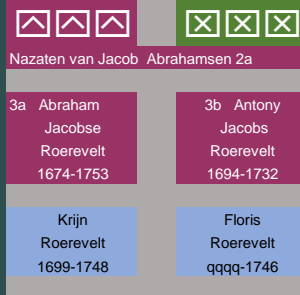 Nazaten van Jacob Abrahamsen 2a
3a Abraham
Jacobse
Roerevelt
1674-1753
3b Antony
Jacobs
Roerevelt
1694-1732
Krijn
Roerevelt
1699-1748
Floris
Roerevelt
qqqq-1746